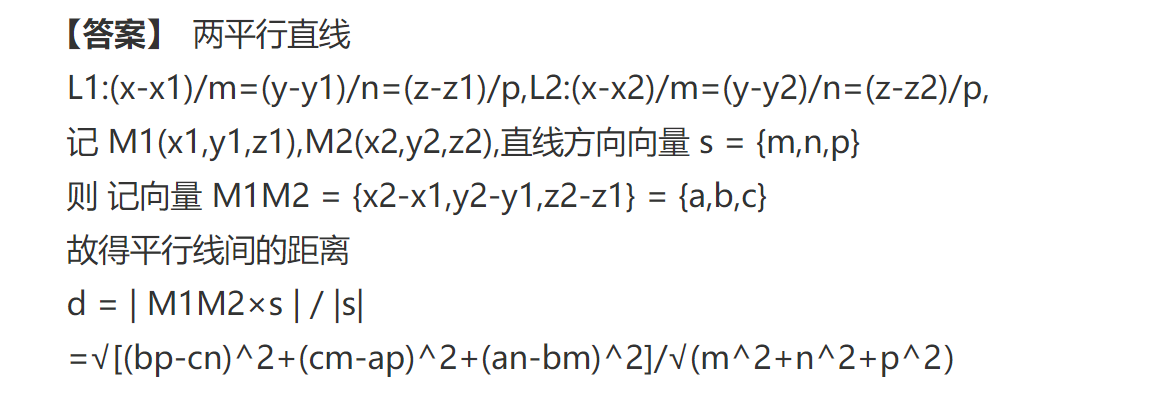 【答案】 两平行直线
L1:(x-x1)/m=(y-y1)/n=(z-z1)/p,L2:(x-x2)/m=(y-y2)/n=(z-z2)/p,
记 M1(x1,y1,z1),M2(x2,y2,z2),直线方向向量 s = {m,n,p}
则 记向量 M1M2 = {x2-x1,y2-y1,z2-z1} = {a,b,c}
故得平行线间的距离
d = | M1M2×s | / |s|
=√[(bp-cn)^2+(cm-ap)^2+(an-bm)^2]/√(m^2+n^2+p^2)